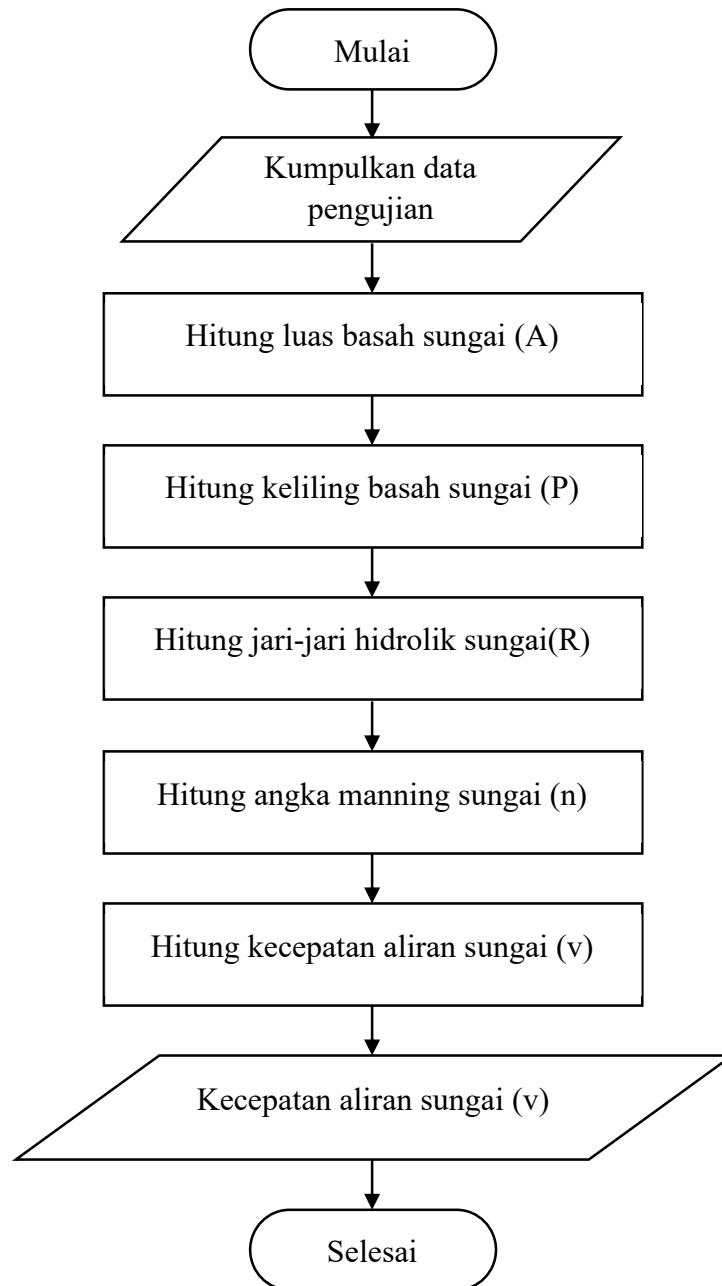 Mulai
Kumpulkan data
pengujian
Hitung luas basah sungai (A)
Hitung keliling basah sungai (P)
Hitung jari-jari hidrolik sungai(R)
Hitung angka manning sungai (n)
Hitung kecepatan aliran sungai (v)
Kecepatan aliran sungai (v)
Selesai